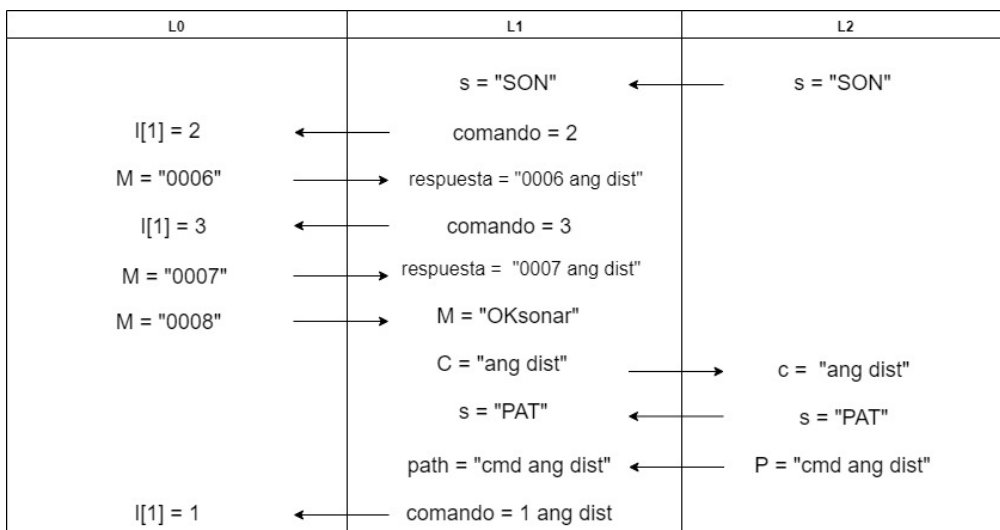 L0 L1 L2
s = "SON" s = "SON"
I[1] = 2 comando = 2
M = "0006" respuesta = "0006 ang dist"
I[1] = 3 comando = 3
M = "0007" respuesta = "0007 ang dist"
M = "0008" M = "OKsonar"
C = "ang dist" c = "ang dist"
s = "PAT" s = "PAT"
path = "cmd ang dist" P = "cmd ang dist"
I[1] = 1 comando = 1 ang dist